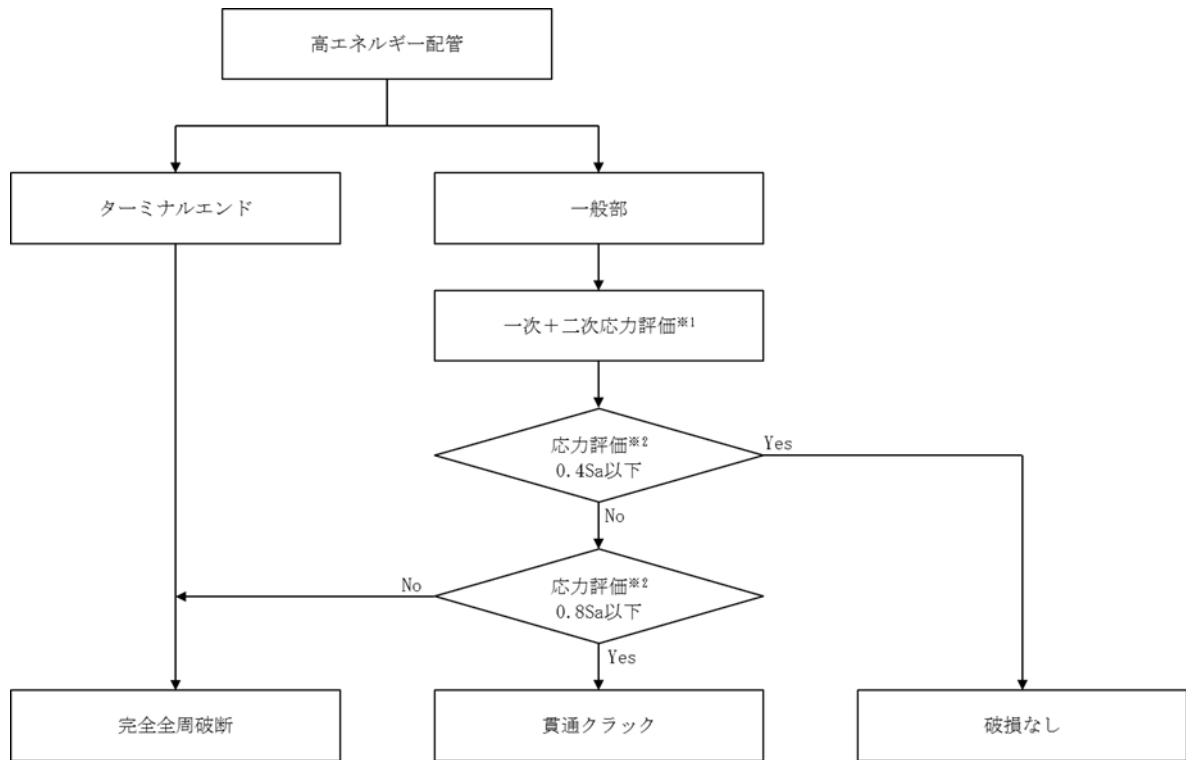 高エネルギー配管
ターミナルエンド
一般部
一次＋二次応力評価※1
応力評価※2
0.4Sa以下
Yes
No
応力評価※2
0.8Sa以下
No
Yes
完全全周破断
貫通クラック
破損なし